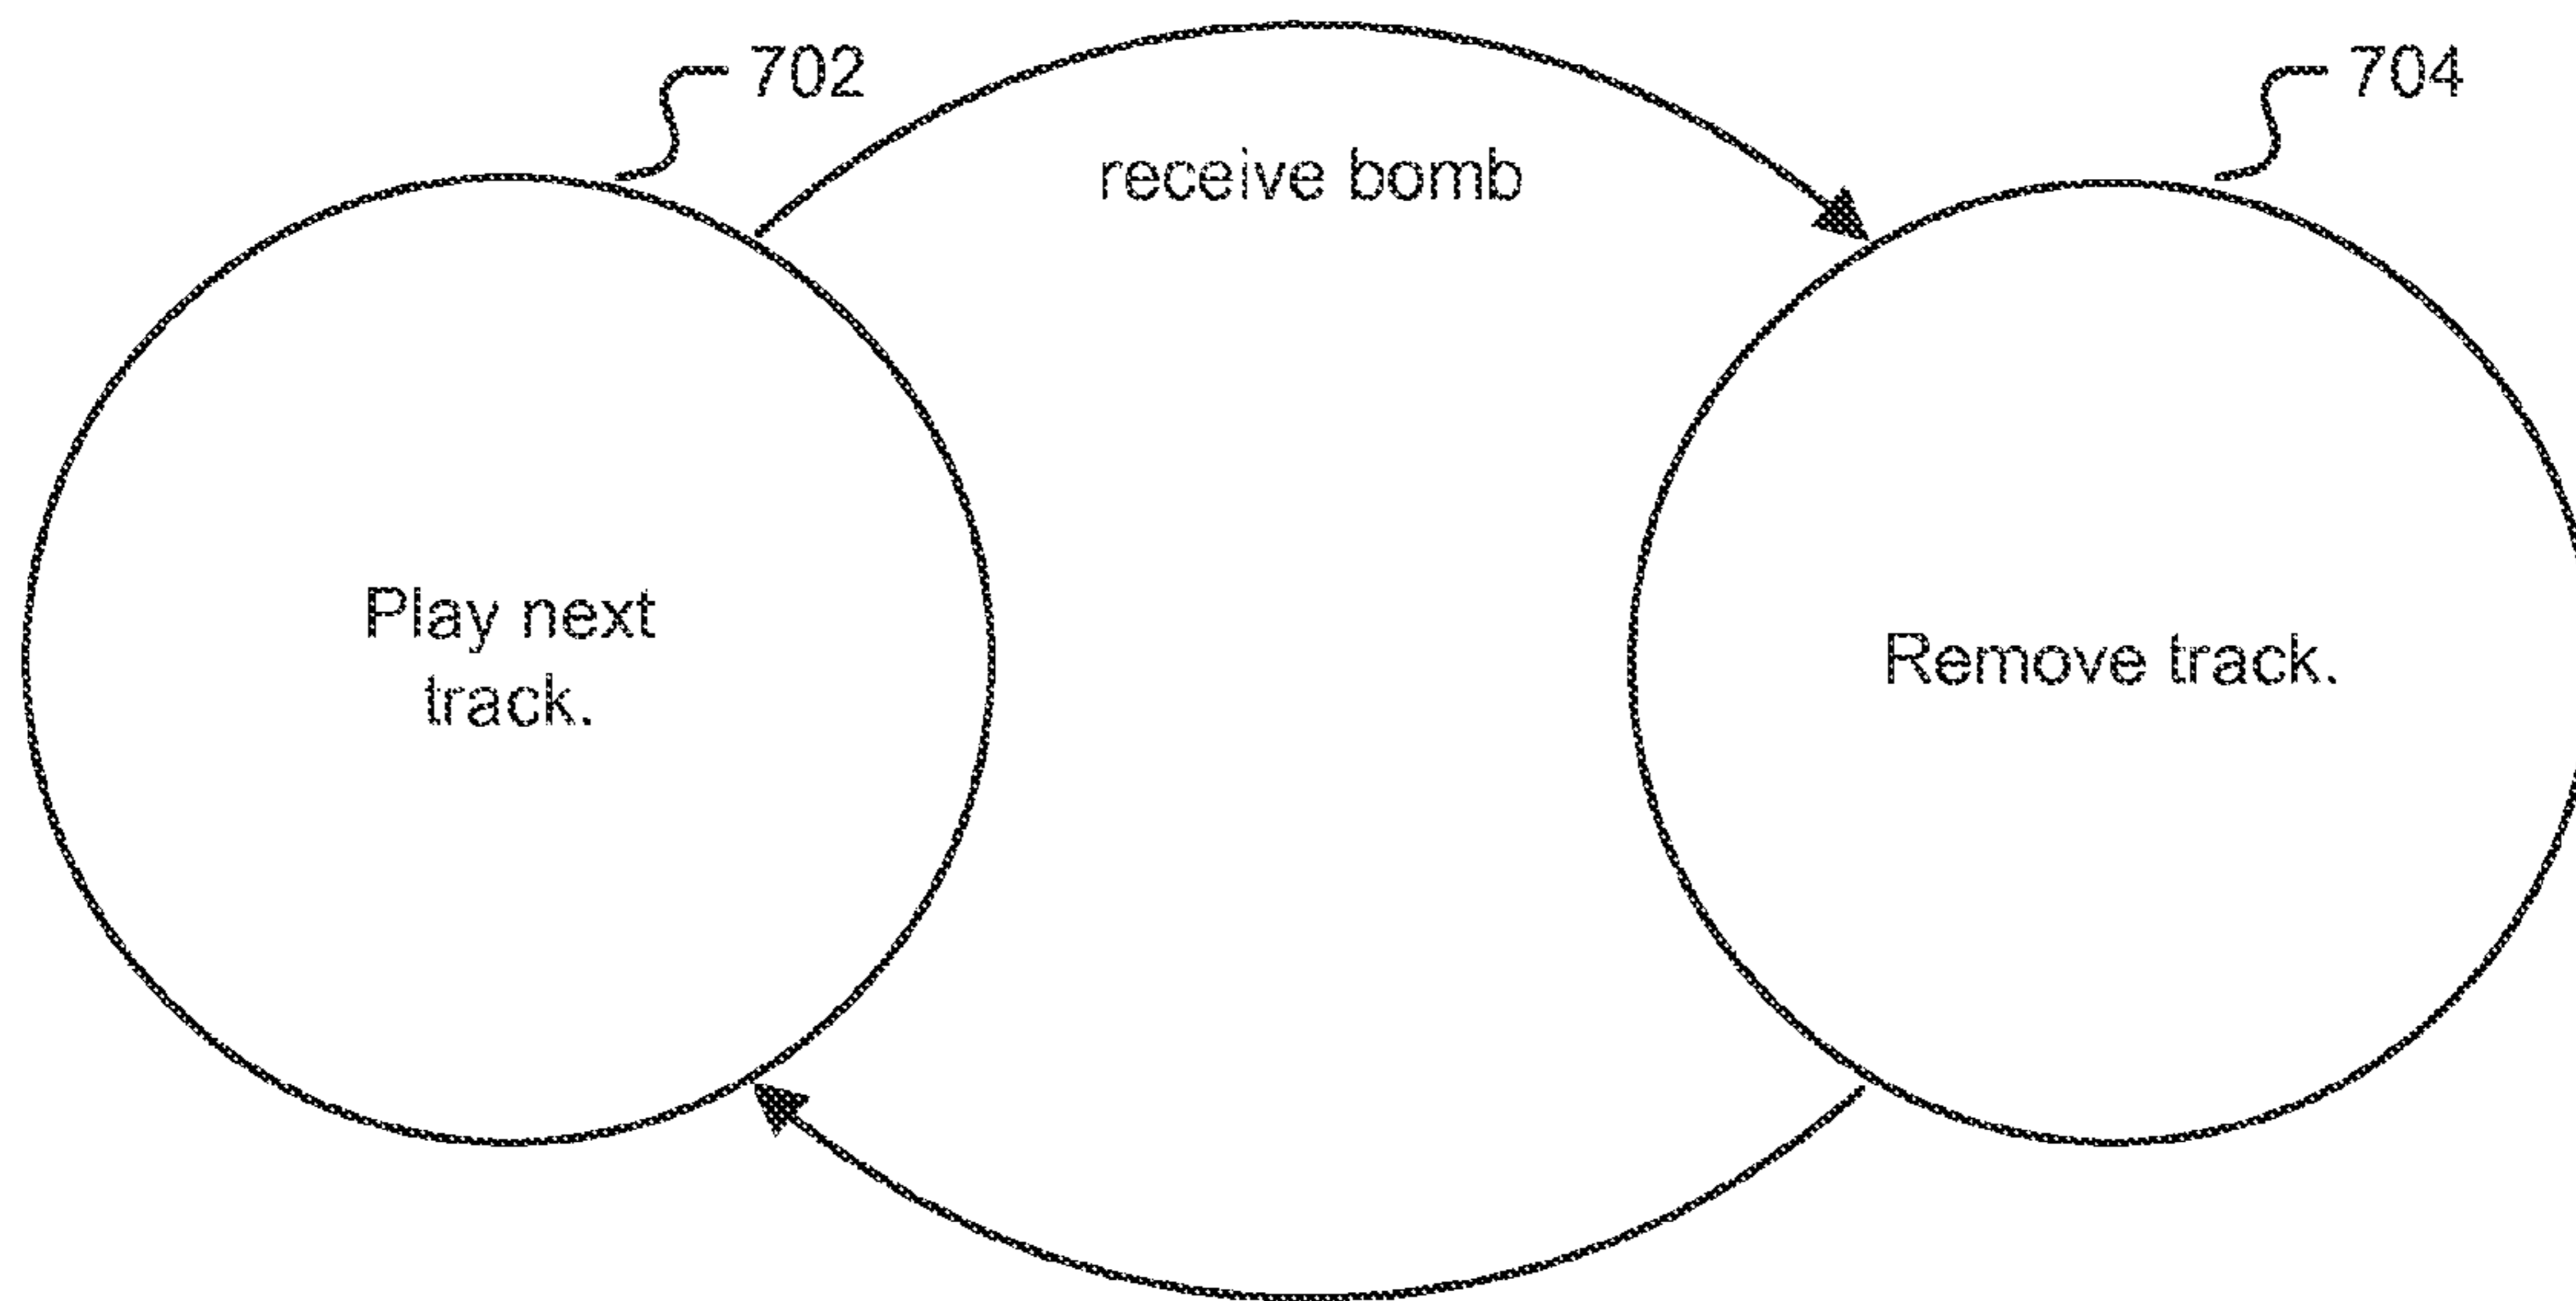 702
704
receive bomb
Play next
track.
Remove track.